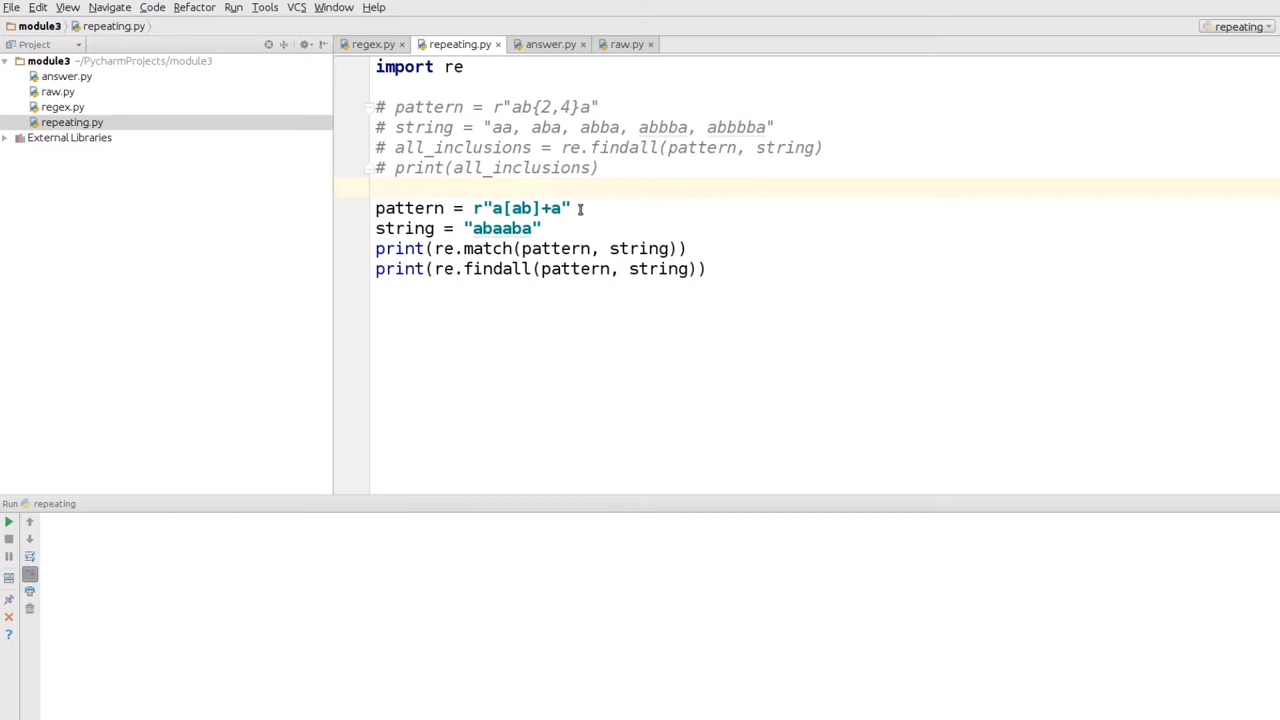 File Edit View Navigate Code Refactor Run Tools VCS Window Help
module3 repeating.py repeating
Project regex.py repeating.py answer.py raw.py
module3 ~/PycharmProjects/module3
answer.py
raw.py
regex.py
repeating.py
External Libraries
import re
# pattern = r"ab{2,4}a"
# string = "aa, aba, abba, abbba, abbbba"
# all_inclusions = re.findall(pattern, string)
# print(all_inclusions)
pattern = r"a[ab]+a"
string = "abaaba"
print(re.match(pattern, string))
print(re.findall(pattern, string))
Run repeating